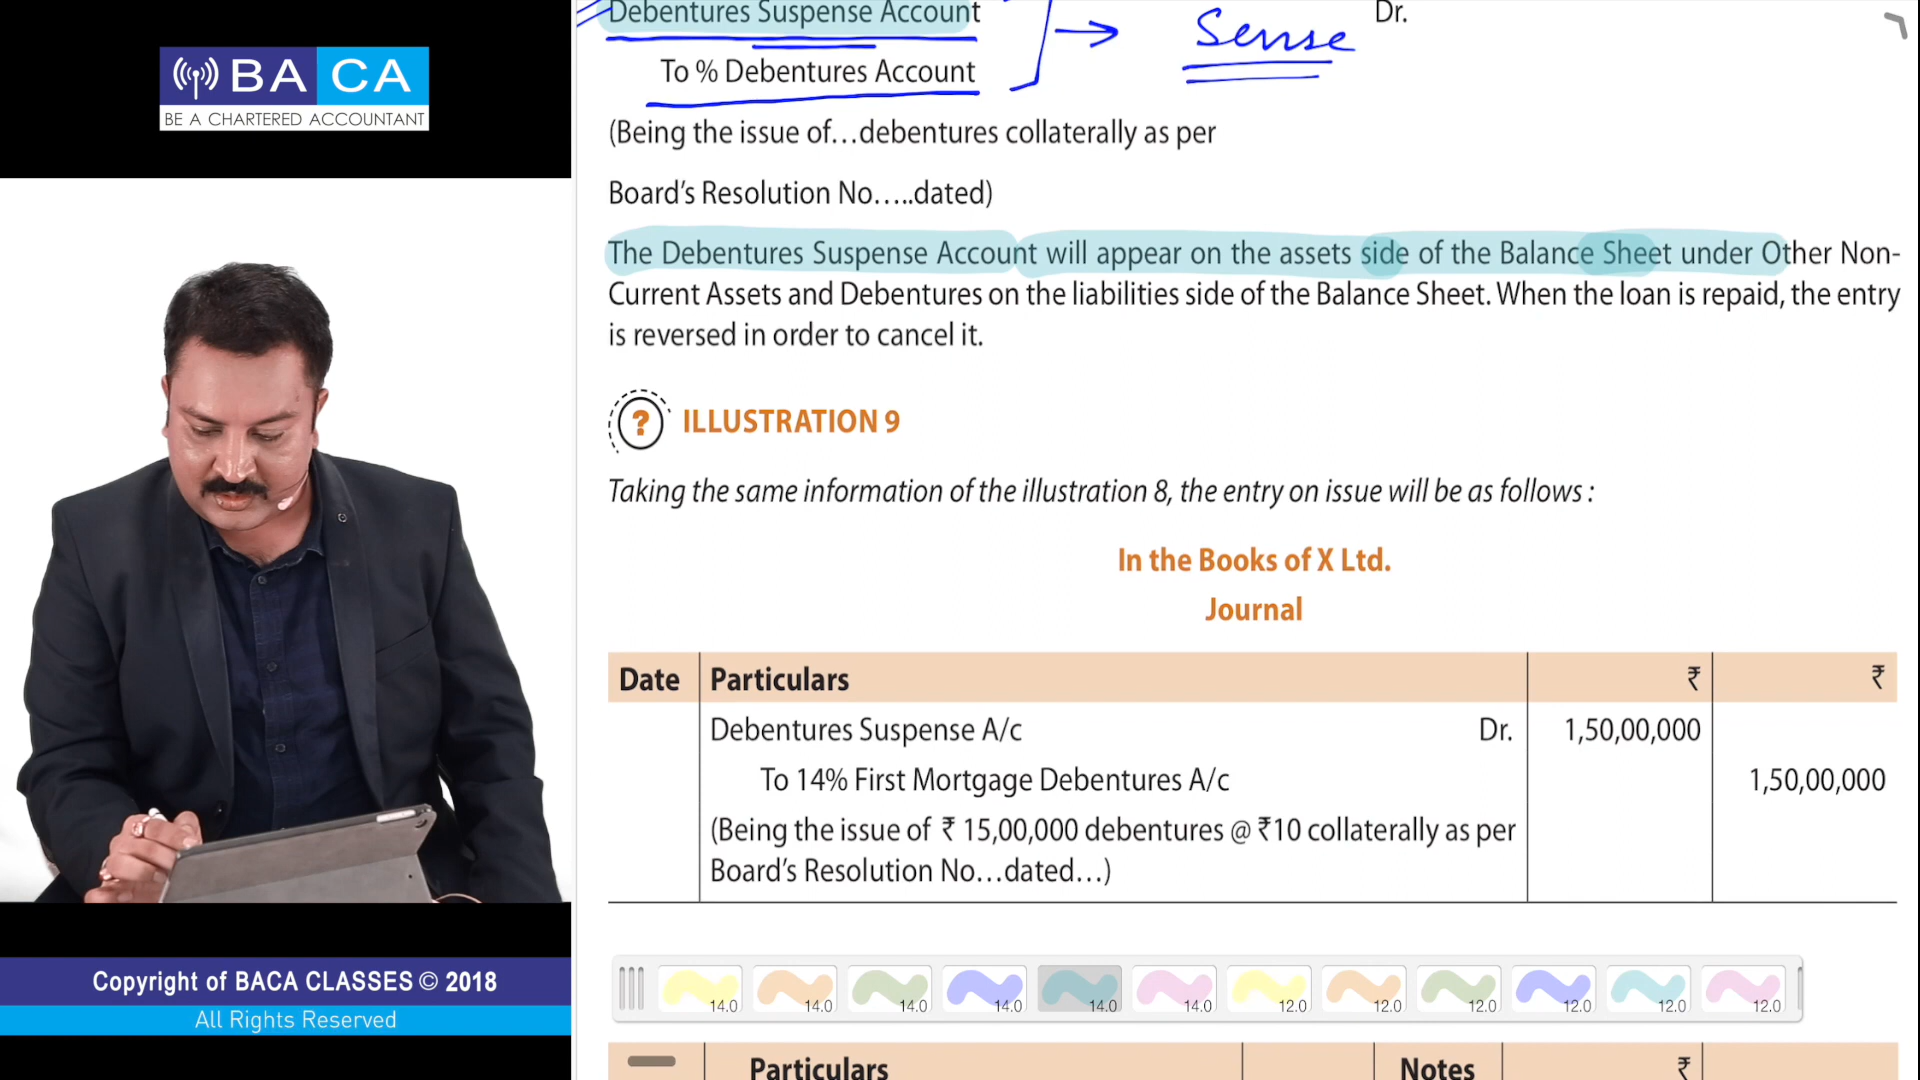 BA CA
BE A CHARTERED ACCOUNTANT
Debentures Suspense Account Dr.
Sense
To % Debentures Account
(Being the issue of…debentures collaterally as per
Board’s Resolution No…..dated)
The Debentures Suspense Account will appear on the assets side of the Balance Sheet under Other Non-
Current Assets and Debentures on the liabilities side of the Balance Sheet. When the loan is repaid, the entry
is reversed in order to cancel it.
? ILLUSTRATION 9
Taking the same information of the illustration 8, the entry on issue will be as follows :
In the Books of X Ltd.
Journal
Date Particulars ₹ ₹
Debentures Suspense A/c Dr. 1,50,00,000
To 14% First Mortgage Debentures A/c 1,50,00,000
(Being the issue of ₹ 15,00,000 debentures @ ₹10 collaterally as per
Board’s Resolution No…dated…)
14.0 14.0 14.0 14.0 14.0 14.0 12.0 12.0 12.0 12.0 12.0 12.0
Particulars Notes ₹
Copyright of BACA CLASSES © 2018
All Rights Reserved